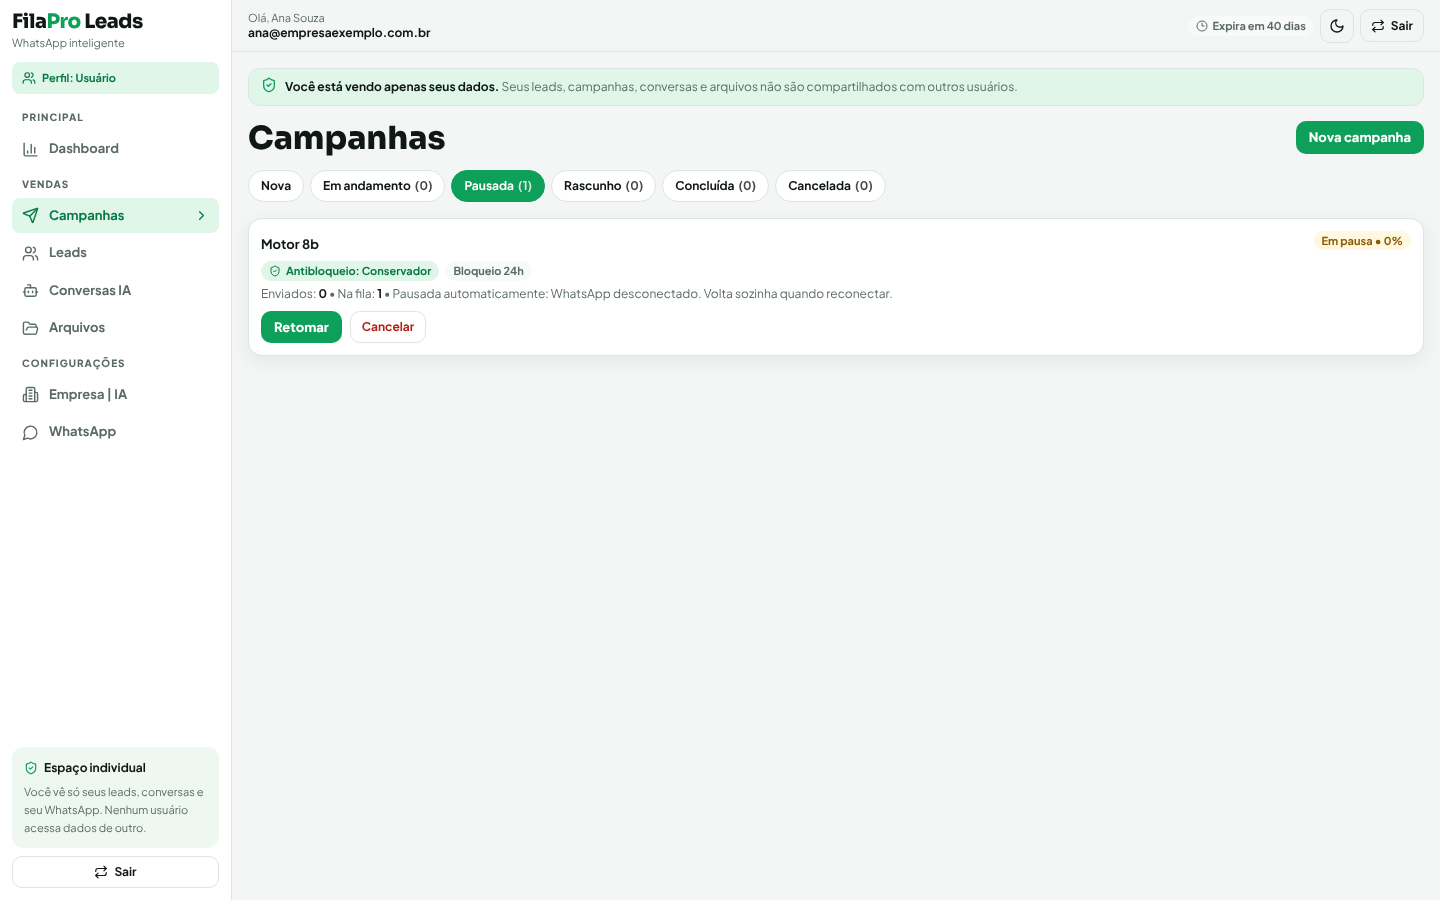 FilaPro Leads
WhatsApp inteligente
Perfil: Usuário
PRINCIPAL
Dashboard
VENDAS
Campanhas
Leads
Conversas IA
Arquivos
CONFIGURAÇÕES
Empresa | IA
WhatsApp
Espaço individual
Você vê só seus leads, conversas e
seu WhatsApp. Nenhum usuário
acessa dados de outro.
Sair
Olá, Ana Souza
ana@empresaexemplo.com.br
Expira em 40 dias
Sair
Você está vendo apenas seus dados. Seus leads, campanhas, conversas e arquivos não são compartilhados com outros usuários.
Campanhas
Nova campanha
Nova
Em andamento (0)
Pausada (1)
Rascunho (0)
Concluída (0)
Cancelada (0)
Motor 8b
Em pausa • 0%
Antibloqueio: Conservador
Bloqueio 24h
Enviados: 0 • Na fila: 1 • Pausada automaticamente: WhatsApp desconectado. Volta sozinha quando reconectar.
Retomar
Cancelar